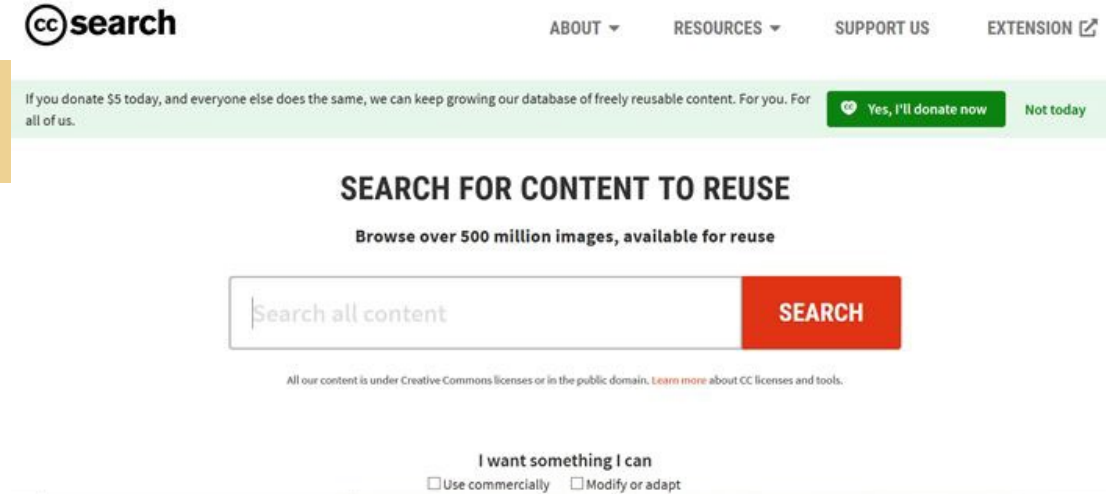 cc search
ABOUT RESOURCES SUPPORT US EXTENSION
If you donate $5 today, and everyone else does the same, we can keep growing our database of freely reusable content. For you. For
all of us.
Yes, I'll donate now Not today
SEARCH FOR CONTENT TO REUSE
Browse over 500 million images, available for reuse
Search all content SEARCH
All our content is under Creative Commons licenses or in the public domain. Learn more about CC licenses and tools.
I want something I can
Use commercially Modify or adapt